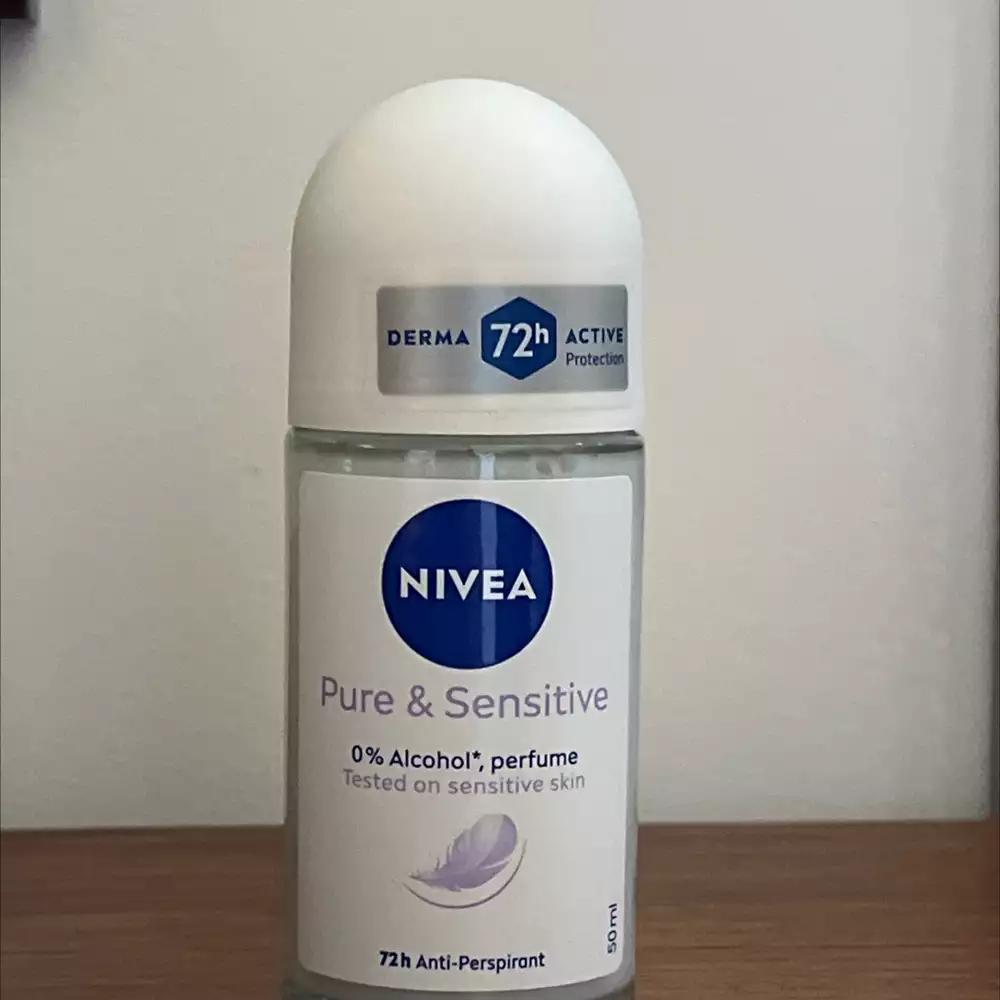 DERMA 72h ACTIVE
Protection
NIVEA
Pure & Sensitive
0% Alcohol*, perfume
Tested on sensitive skin
50ml
72h Anti-Perspirant